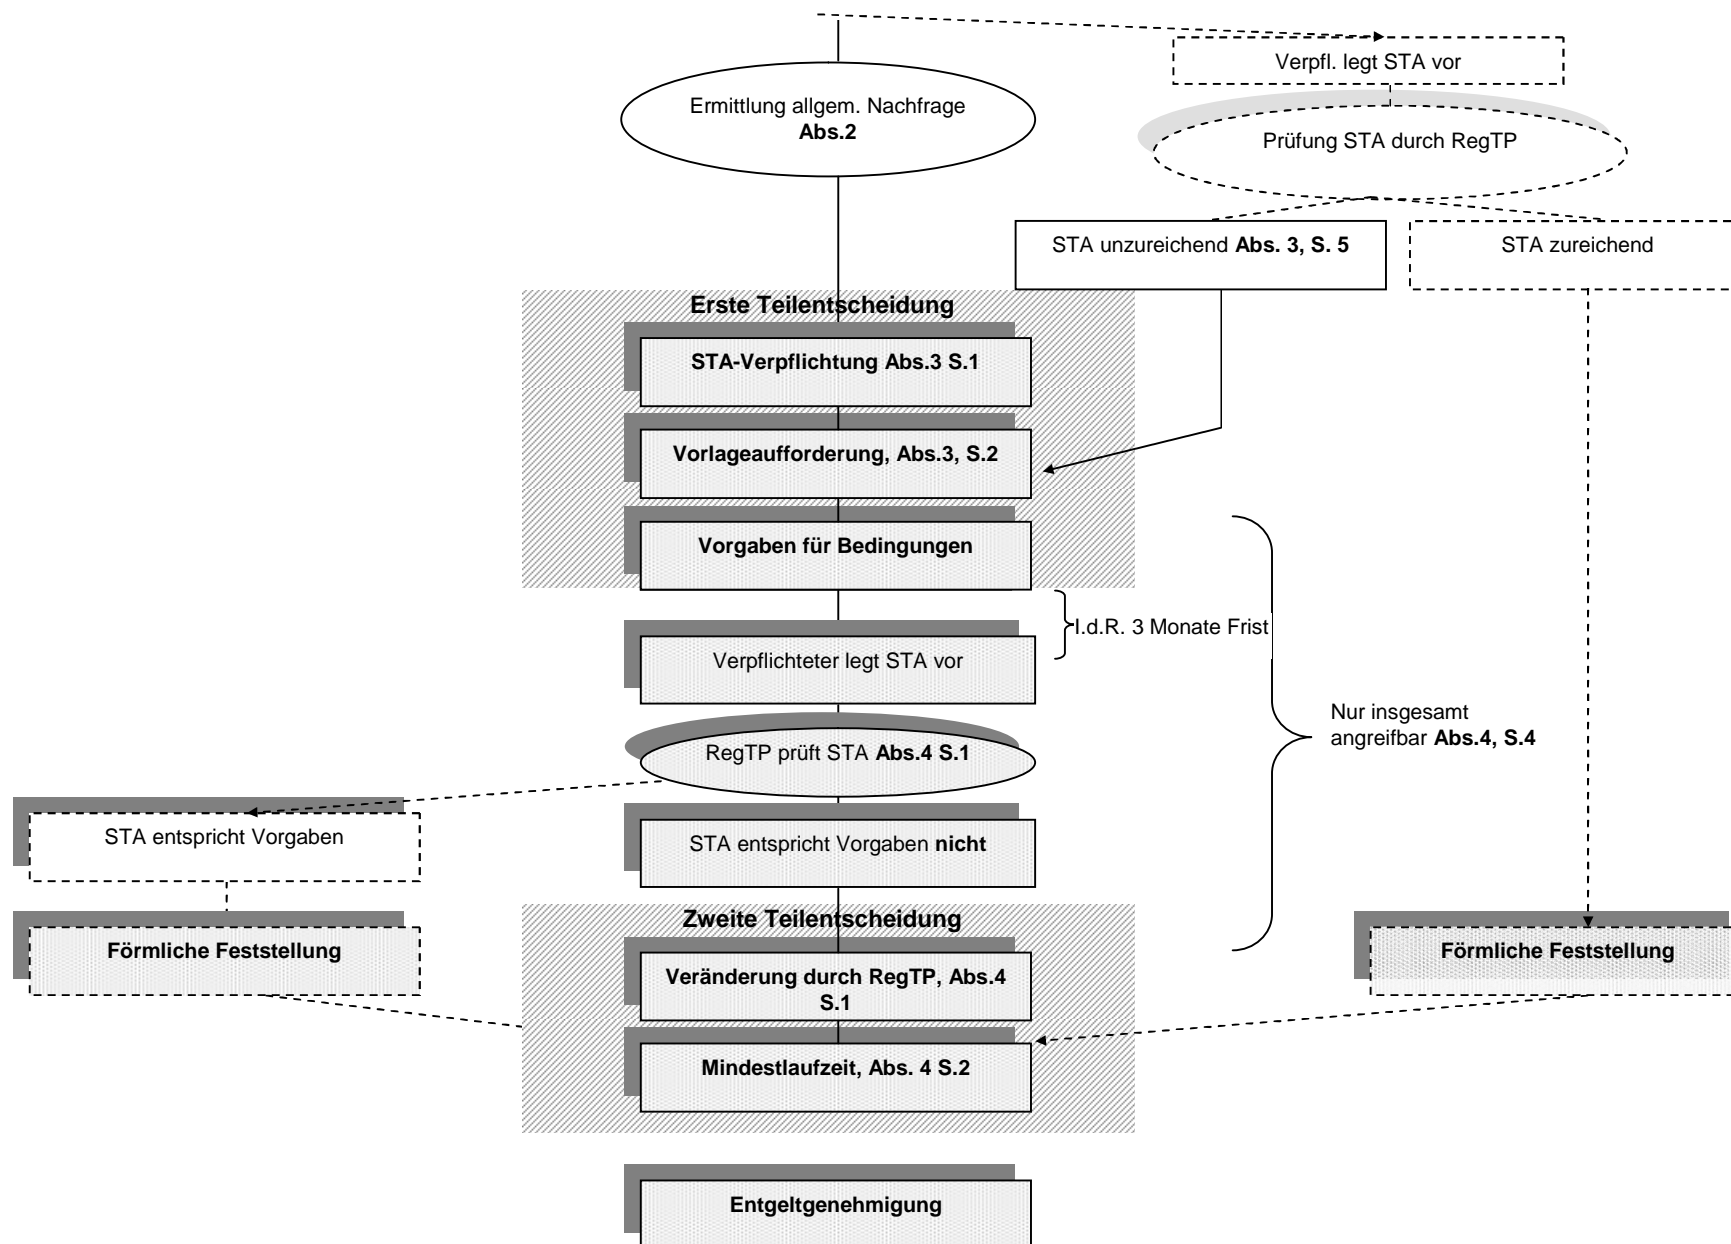 Verpfl. legt STA vor
Ermittlung allgem. Nachfrage
Abs.2
Prüfung STA durch RegTP
STA unzureichend Abs. 3, S. 5
STA zureichend
Erste Teilentscheidung
STA-Verpflichtung Abs.3 S.1
Vorlageaufforderung, Abs.3, S.2
Vorgaben für Bedingungen
I.d.R. 3 Monate Frist
Verpflichteter legt STA vor
Nur insgesamt
angreifbar Abs.4, S.4
RegTP prüft STA Abs.4 S.1
STA entspricht Vorgaben
STA entspricht Vorgaben nicht
Zweite Teilentscheidung
Förmliche Feststellung
Förmliche Feststellung
Veränderung durch RegTP, Abs.4
S.1
Mindestlaufzeit, Abs. 4 S.2
Entgeltgenehmigung